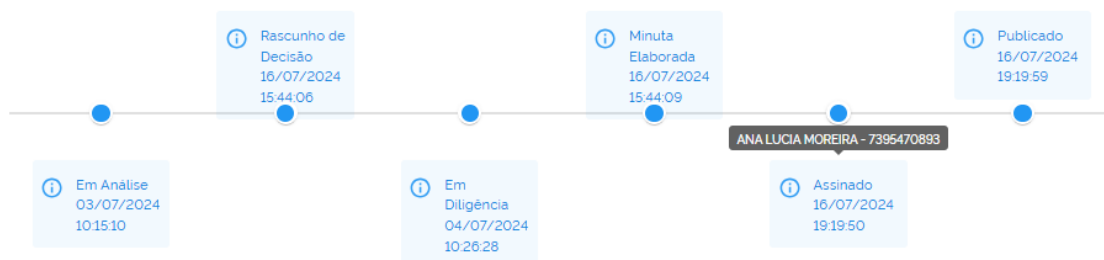 Em Análise
03/07/2024
10:15:10
Rascunho de
Decisão
16/07/2024
15:44:06
Em
Diligência
04/07/2024
10:26:28
Minuta
Elaborada
16/07/2024
15:44:09
ANA LUCIA MOREIRA - 7395470893
Assinado
16/07/2024
19:19:50
Publicado
16/07/2024
19:19:59